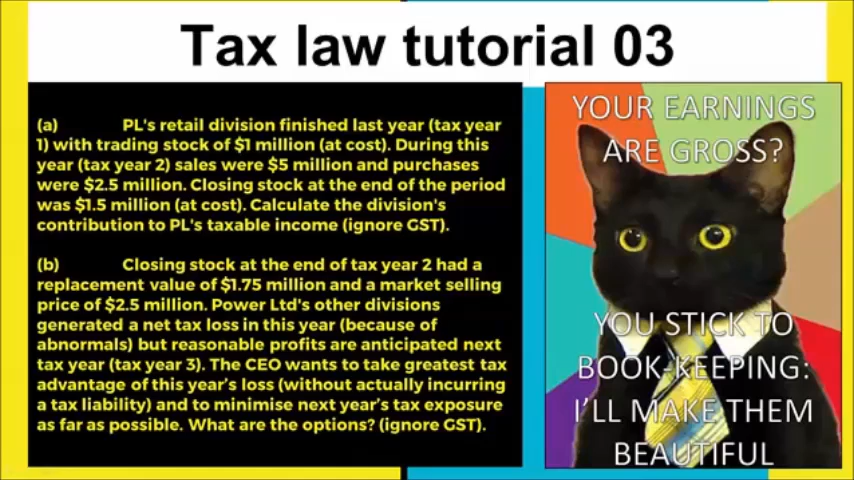 Tax law tutorial 03
(a) PL's retail division finished last year (tax year
1) with trading stock of $1 million (at cost). During this
year (tax year 2) sales were $5 million and purchases
were $2.5 million. Closing stock at the end of the period
was $1.5 million (at cost). Calculate the division's
contribution to PL's taxable income (ignore GST).
(b) Closing stock at the end of tax year 2 had a
replacement value of $1.75 million and a market selling
price of $2.5 million. Power Ltd's other divisions
generated a net tax loss in this year (because of
abnormals) but reasonable profits are anticipated next
tax year (tax year 3). The CEO wants to take greatest tax
advantage of this year's loss (without actually incurring
a tax liability) and to minimise next year's tax exposure
as far as possible. What are the options? (ignore GST).
YOUR EARNINGS
ARE GROSS?
YOU STICK TO
BOOK-KEEPING:
I'LL MAKE THEM
BEAUTIFUL